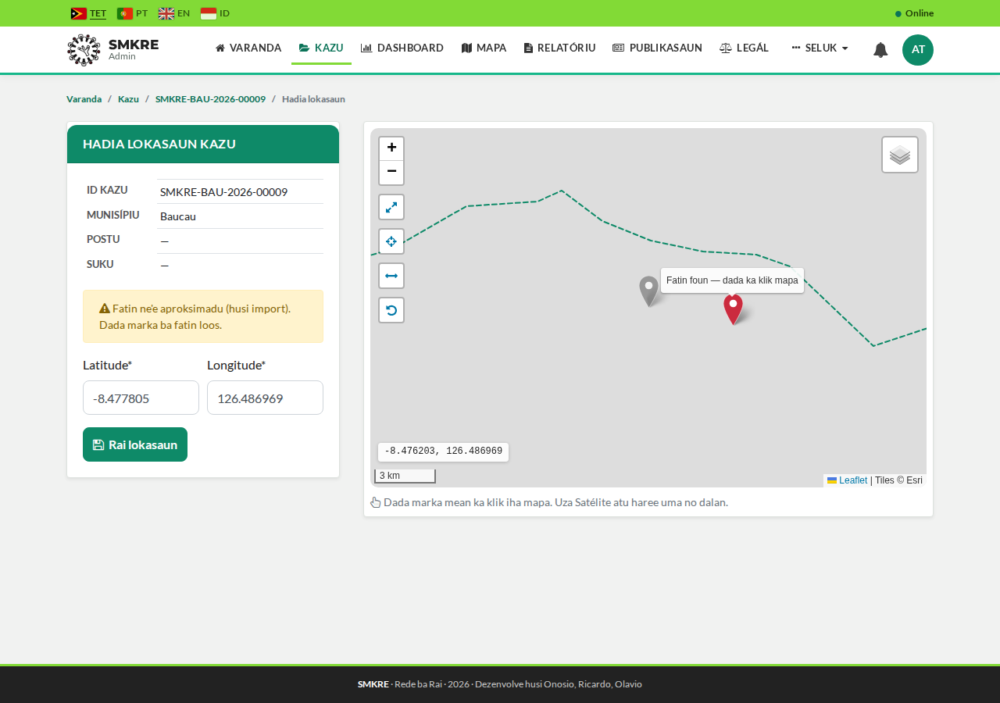 TET PT EN ID
Online
SMKRE
Admin
VARANDA KAZU DASHBOARD MAPA RELATÓRIU PUBLIKASAUN LEGÁL SELUK
AT
Varanda / Kazu / SMKRE-BAU-2026-00009 / Hadia lokasaun
HADIA LOKASAUN KAZU
ID KAZU SMKRE-BAU-2026-00009
MUNISÍPIU Baucau
POSTU —
SUKU —
Fatin ne'e aproksimadu (husi import).
Dada marka ba fatin loos.
Latitude* Longitude*
-8.477805 126.486969
Rai lokasaun
+
−
Fatin foun — dada ka klik mapa
-8.476203, 126.486969
3 km
Leaflet | Tiles © Esri
Dada marka mean ka klik iha mapa. Uza Satélite atu haree uma no dalan.
SMKRE · Rede ba Rai · 2026 · Dezenvolve husi Onosio, Ricardo, Olavio